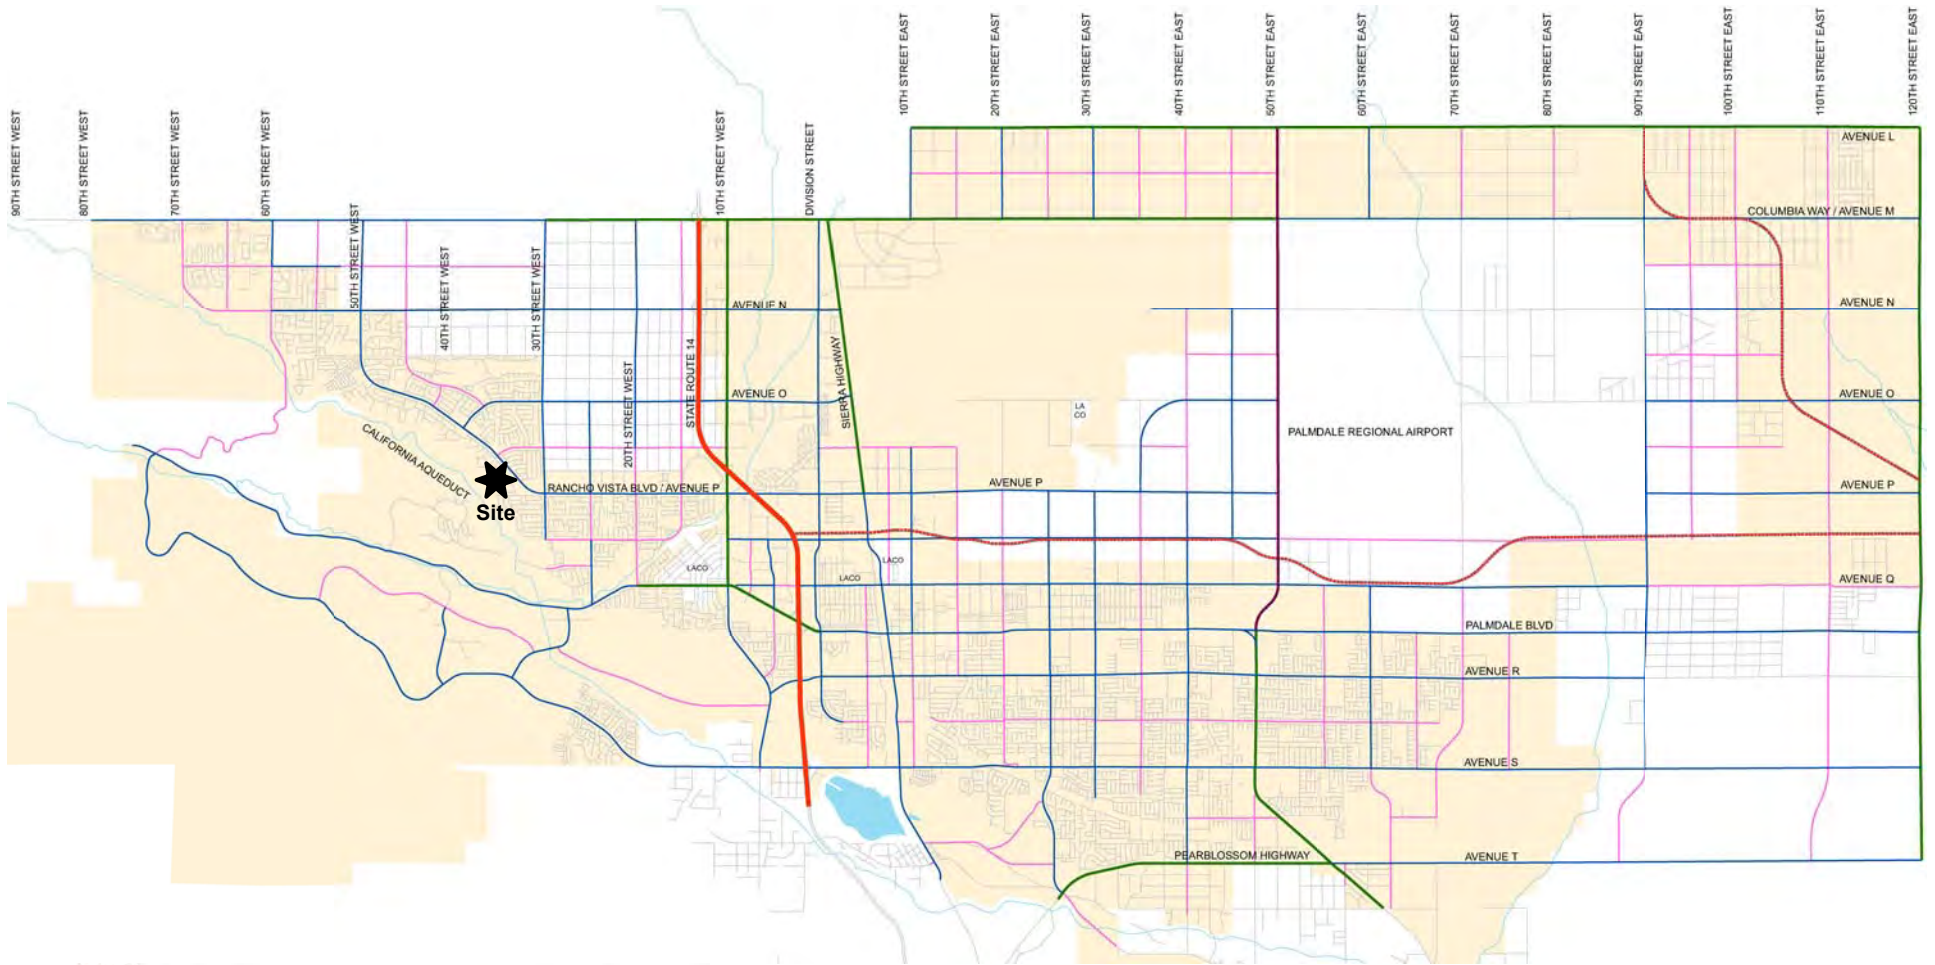 10TH STREET EAST
20TH STREET EAST
30TH STREET EAST
40TH STREET EAST
50TH STREET EAST
60TH STREET EAST
70TH STREET EAST
80TH STREET EAST
90TH STREET EAST
100TH STREET EAST
110TH STREET EAST
120TH STREET EAST
90TH STREET WEST
80TH STREET WEST
70TH STREET WEST
60TH STREET WEST
10TH STREET WEST
DIVISION STREET
AVENUE L
COLUMBIA WAY / AVENUE M
50TH STREET WEST
40TH STREET WEST
30TH STREET WEST
AVENUE N
AVENUE N
STATE ROUTE 14
SIERRA HIGHWAY
20TH STREET WEST
AVENUE O
AVENUE O
LA
CO
CALIFORNIA AQUEDUCT
PALMDALE REGIONAL AIRPORT
RANCHO VISTA BLVD / AVENUE P
AVENUE P
AVENUE P
Site
LACO
LACO
LACO
AVENUE Q
PALMDALE BLVD
AVENUE R
AVENUE S
PEARBLOSSOM HIGHWAY
AVENUE T